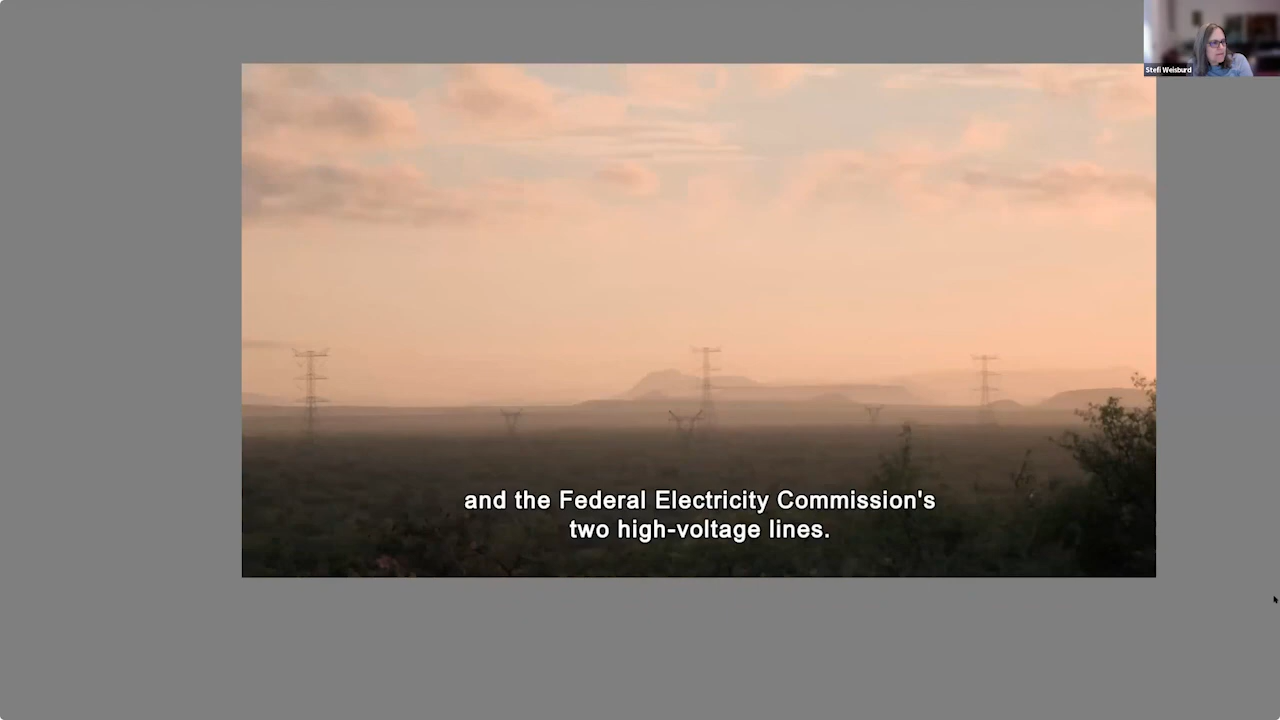 Stefi Weisburd
and the Federal Electricity Commission's
two high-voltage lines.